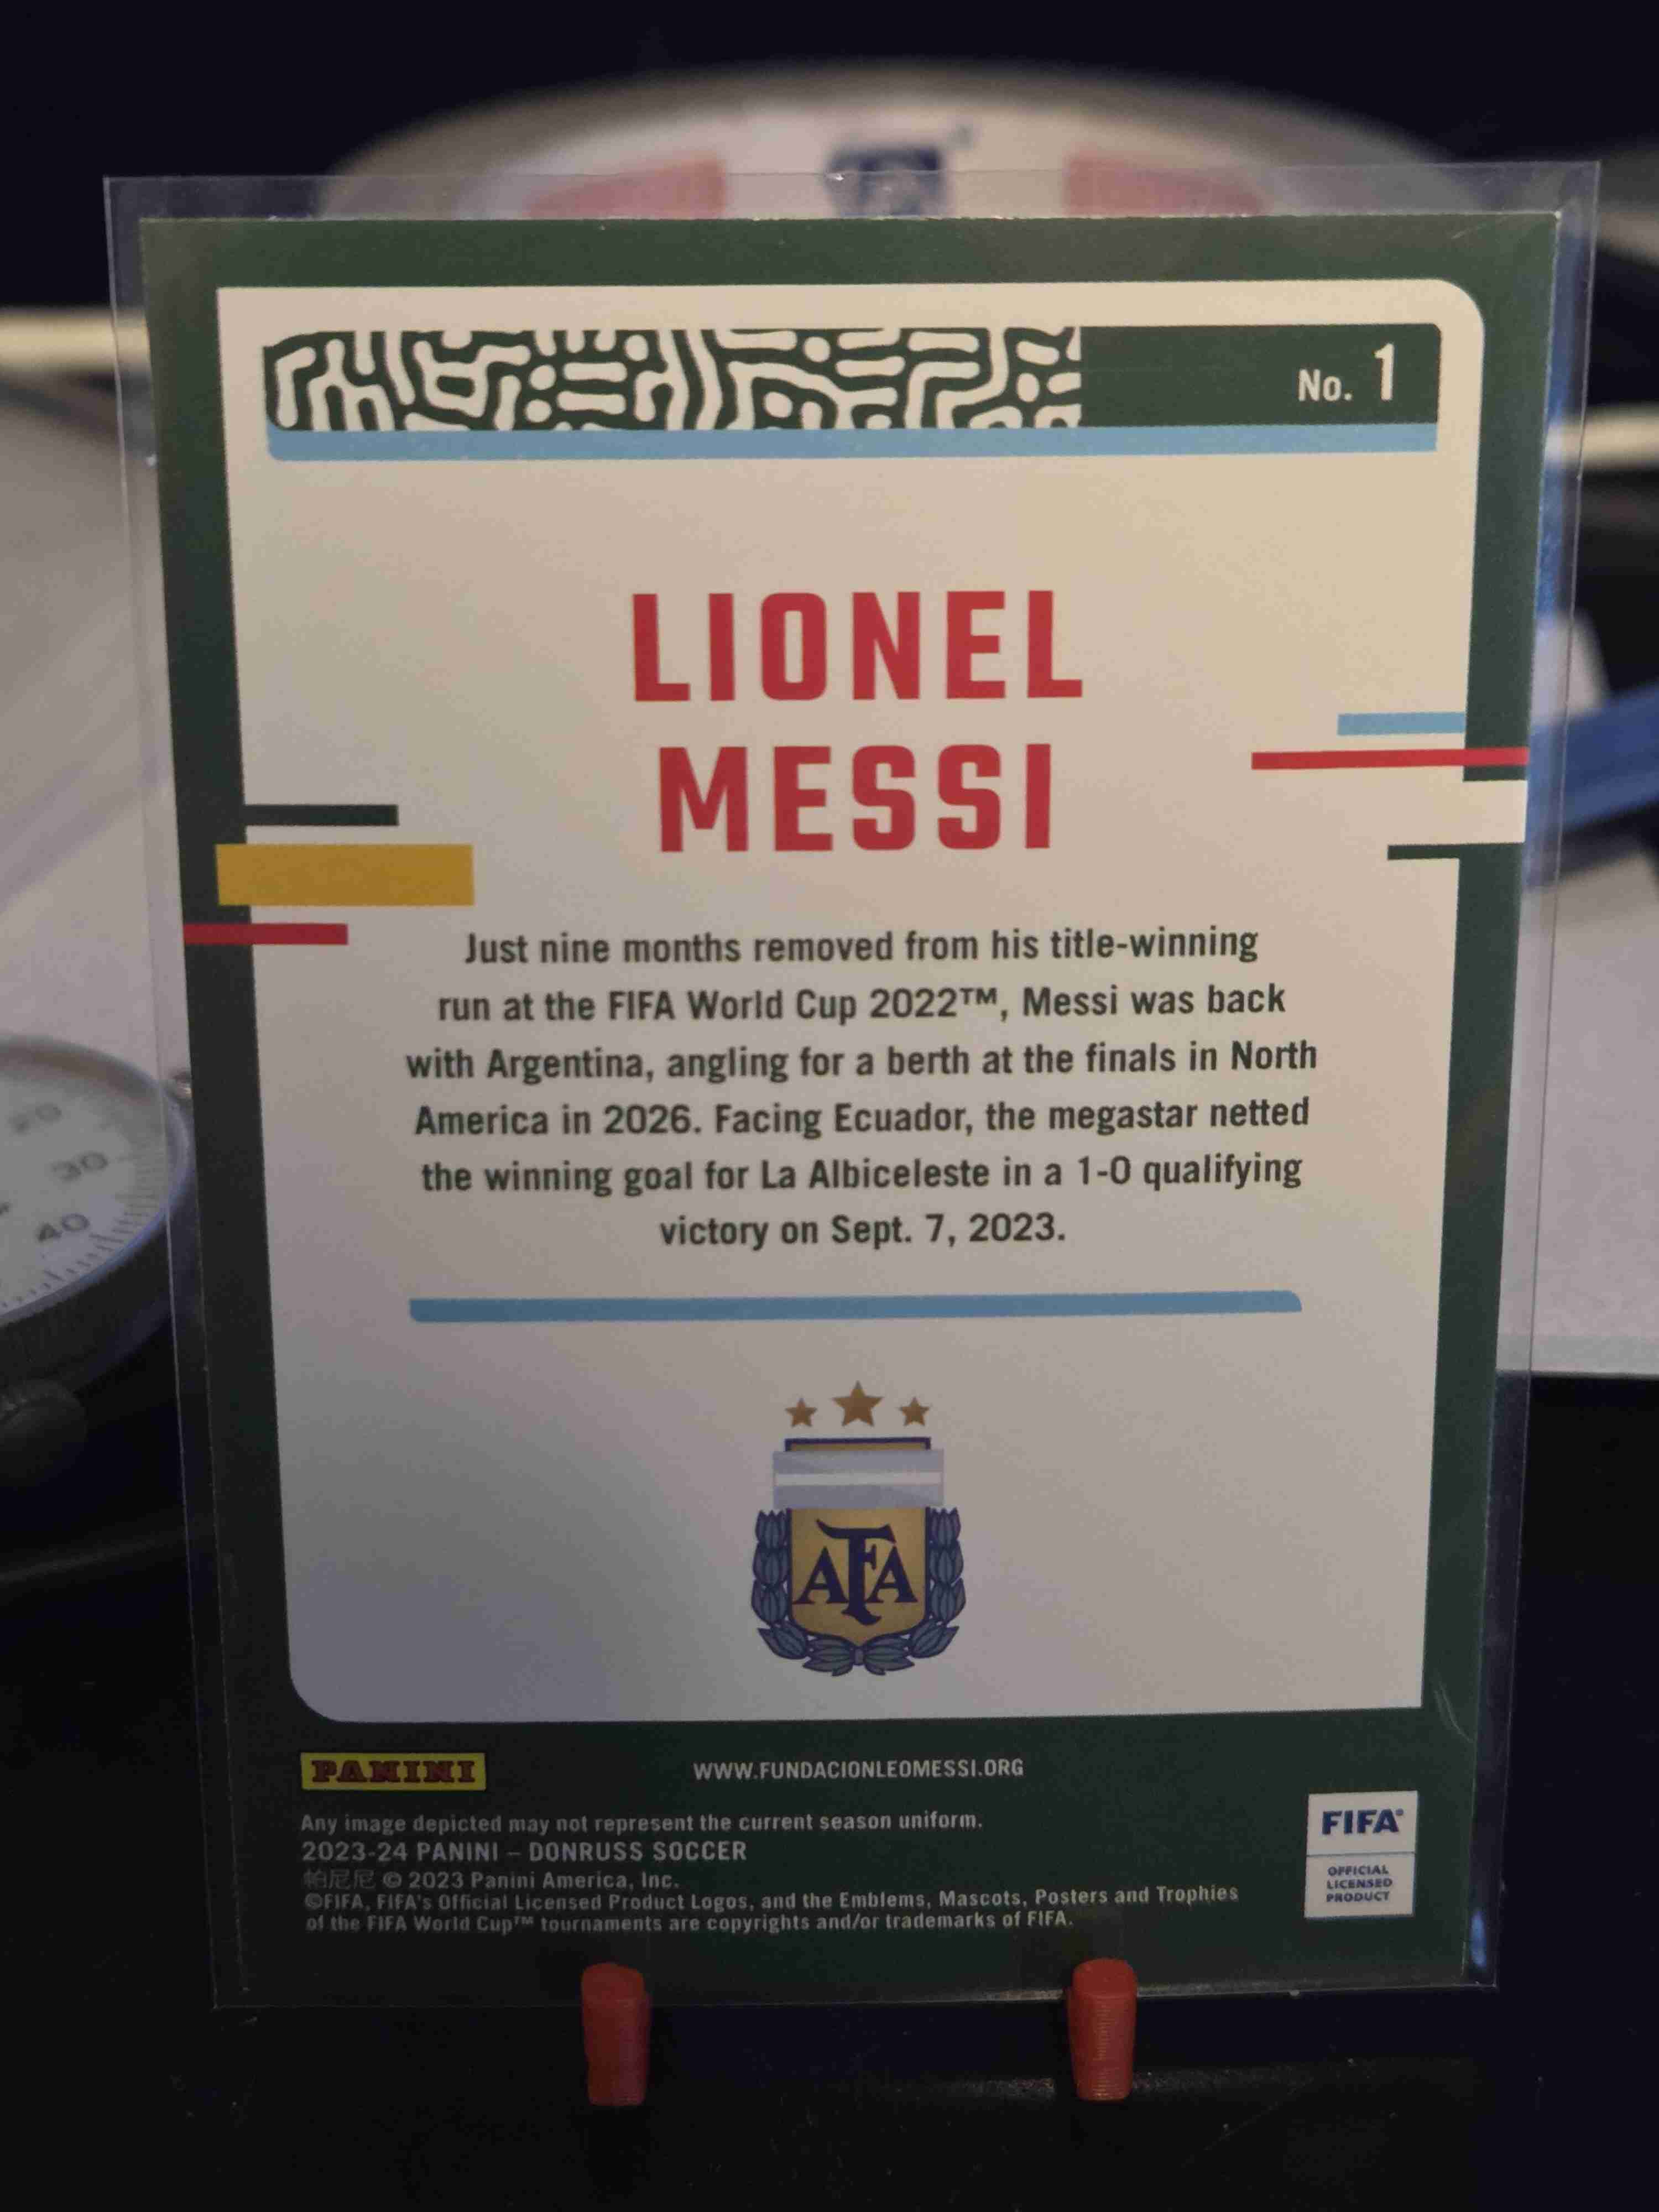 No. 1
LIONEL
MESSI
Just nine months removed from his title-winning
run at the FIFA World Cup 2022™, Messi was back
with Argentina, angling for a berth at the finals in North
America in 2026. Facing Ecuador, the megastar netted
the winning goal for La Albiceleste in a 1-0 qualifying
victory on Sept. 7, 2023.
AFA
PANINI
WWW.FUNDACIONLEOMESSI.ORG
Any image depicted may not represent the current season uniform.
2023-24 PANINI – DONRUSS SOCCER
帕尼尼 © 2023 Panini America, Inc.
©FIFA, FIFA's Official Licensed Product Logos, and the Emblems, Mascots, Posters and Trophies
of the FIFA World Cup™ tournaments are copyrights and/or trademarks of FIFA.
FIFA®
OFFICIAL
LICENSED
PRODUCT
20
30
40